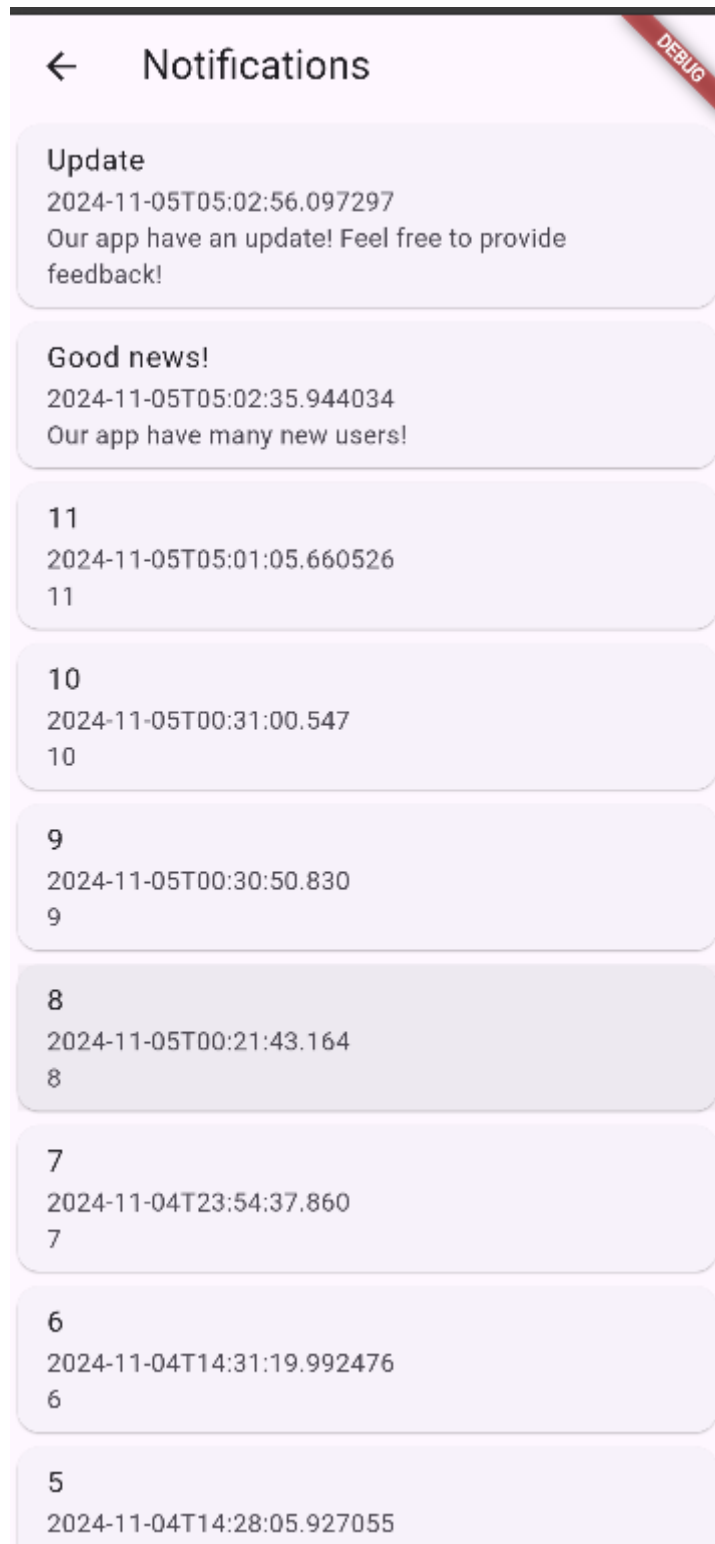 Notifications
DEBUG
Update
2024-11-05T05:02:56.097297
Our app have an update! Feel free to provide
feedback!
Good news!
2024-11-05T05:02:35.944034
Our app have many new users!
11
2024-11-05T05:01:05.660526
11
10
2024-11-05T00:31:00.547
10
9
2024-11-05T00:30:50.830
9
8
2024-11-05T00:21:43.164
8
7
2024-11-04T23:54:37.860
7
6
2024-11-04T14:31:19.992476
6
5
2024-11-04T14:28:05.927055